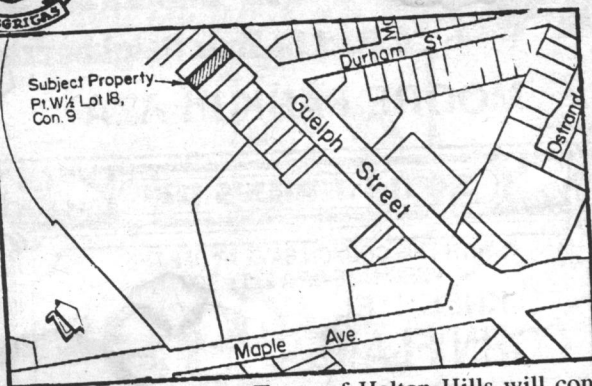 Subject Property
Pt. W½ Lot 18,
Con. 9
Durham St
Guelph Street
Maple Ave.
Town of Halton Hills will con